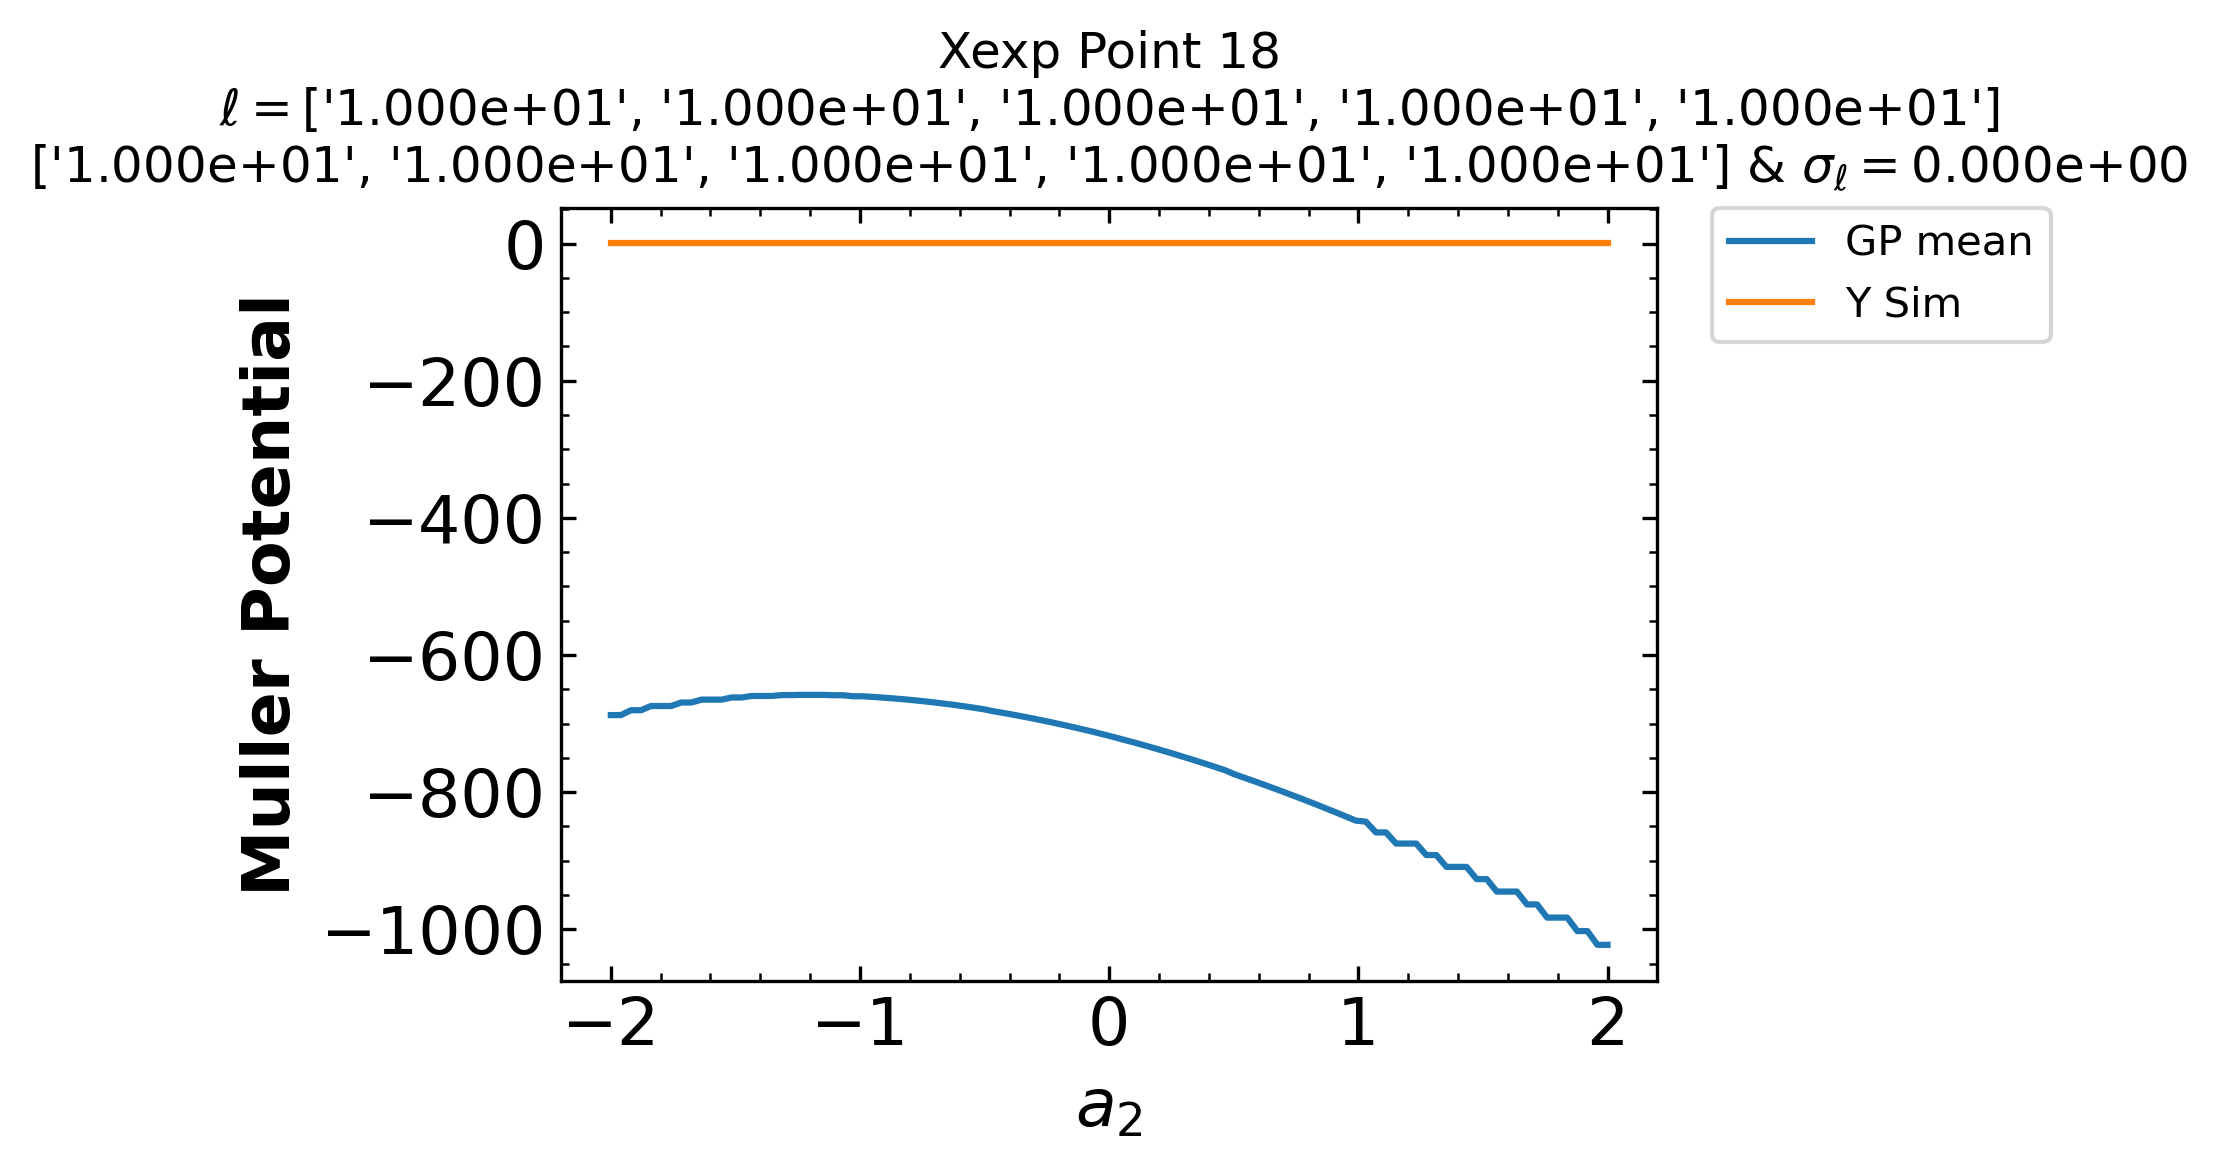 Xexp Point 18
ℓ = ['1.000e+01', '1.000e+01', '1.000e+01', '1.000e+01', '1.000e+01']
['1.000e+01', '1.000e+01', '1.000e+01', '1.000e+01', '1.000e+01'] & σℓ = 0.000e+00
GP mean
Y Sim
Muller Potential
0
−200
−400
−600
−800
−1000
−2 −1 0 1 2
a₂